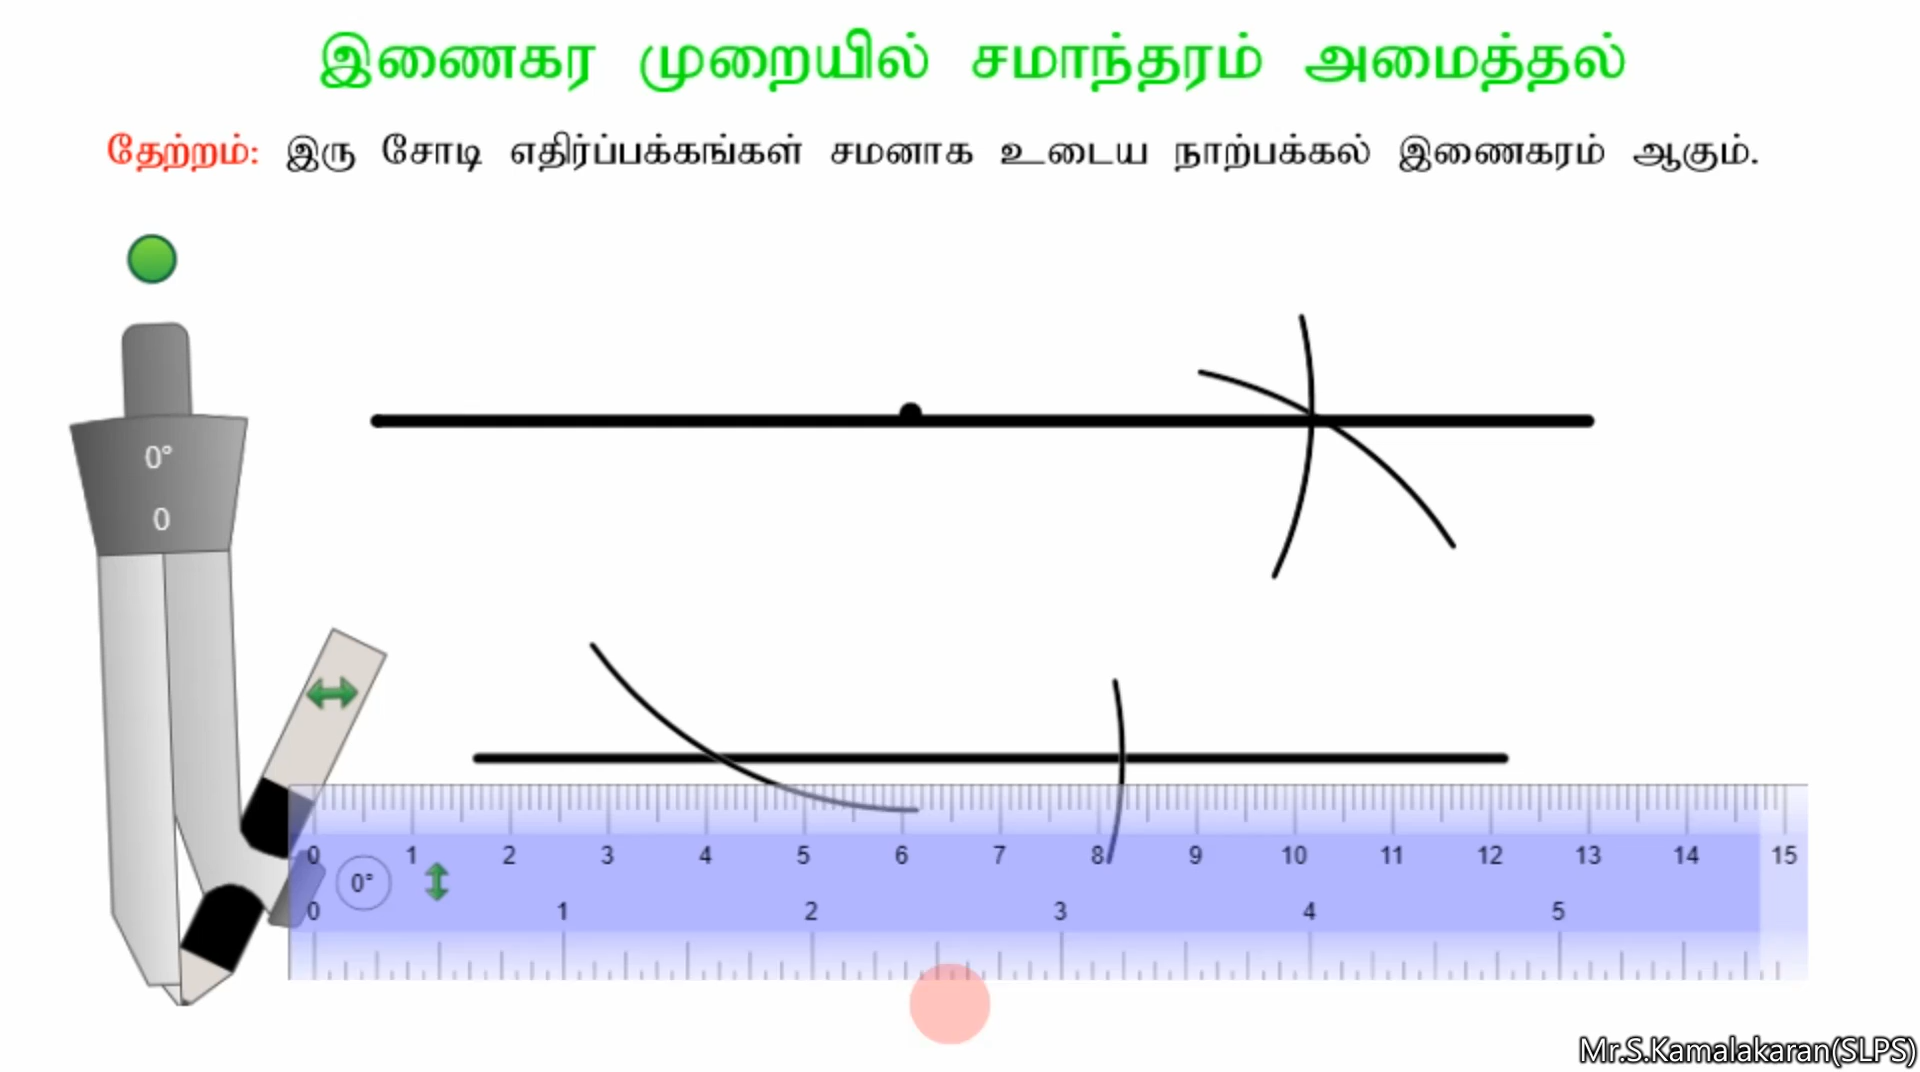 இணைகர முறையில் சமாந்தரம் அமைத்தல்
தேற்றம்: இரு சோடி எதிர்ப்பக்கங்கள் சமனாக உடைய நாற்பக்கல் இணைகரம் ஆகும்.
0°
0
0 1 2 3 4 5 6 7 8 9 10 11 12 13 14 15
0°
0 1 2 3 4 5
Mr.S.Kamalakaran(SLPS)